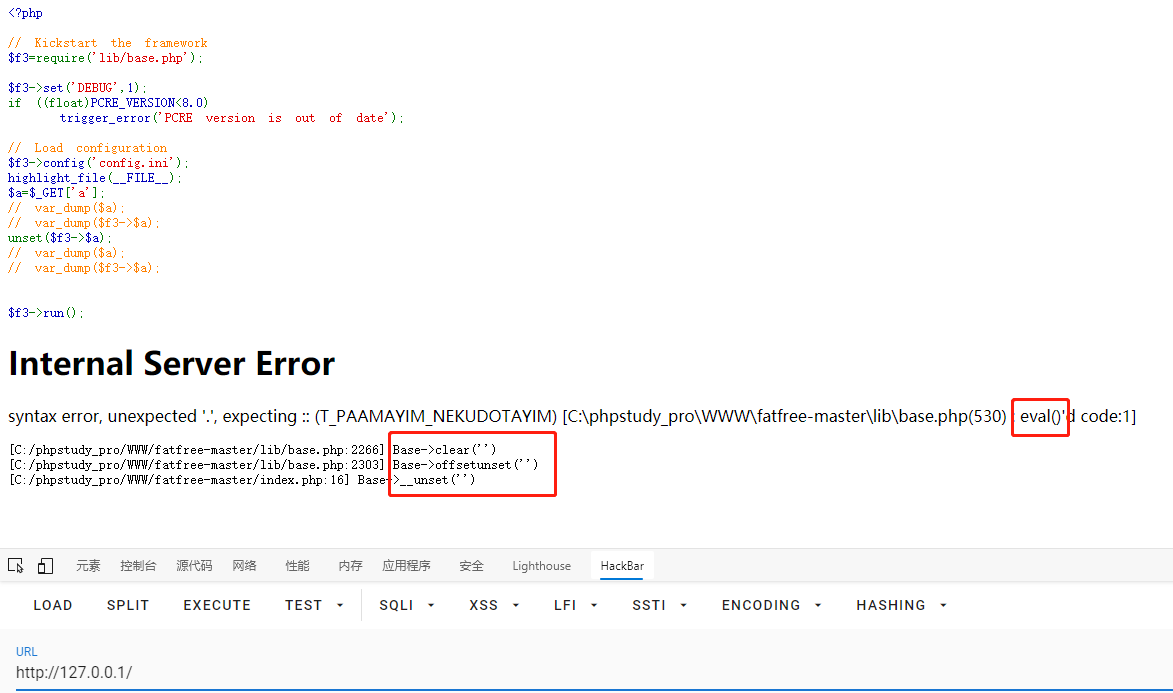 <?php
// Kickstart the framework
$f3=require('lib/base.php');
$f3->set('DEBUG',1);
if ((float)PCRE_VERSION<8.0)
trigger_error('PCRE version is out of date');
// Load configuration
$f3->config('config.ini');
highlight_file(__FILE__);
$a=$_GET['a'];
// var_dump($a);
// var_dump($f3->$a);
unset($f3->$a);
// var_dump($a);
// var_dump($f3->$a);
$f3->run();
Internal Server Error
syntax error, unexpected '.', expecting :: (T_PAAMAYIM_NEKUDOTAYIM) [C:\phpstudy_pro\WWW\fatfree-master\lib\base.php(530) : eval()'d code:1]
[C:/phpstudy_pro/WWW/fatfree-master/lib/base.php:2266] Base->clear('')
[C:/phpstudy_pro/WWW/fatfree-master/lib/base.php:2303] Base->offsetunset('')
[C:/phpstudy_pro/WWW/fatfree-master/index.php:16] Base->__unset('')
元素 控制台 源代码 网络 性能 内存 应用程序 安全 Lighthouse HackBar
LOAD SPLIT EXECUTE TEST SQLI XSS LFI SSTI ENCODING HASHING
URL
http://127.0.0.1/